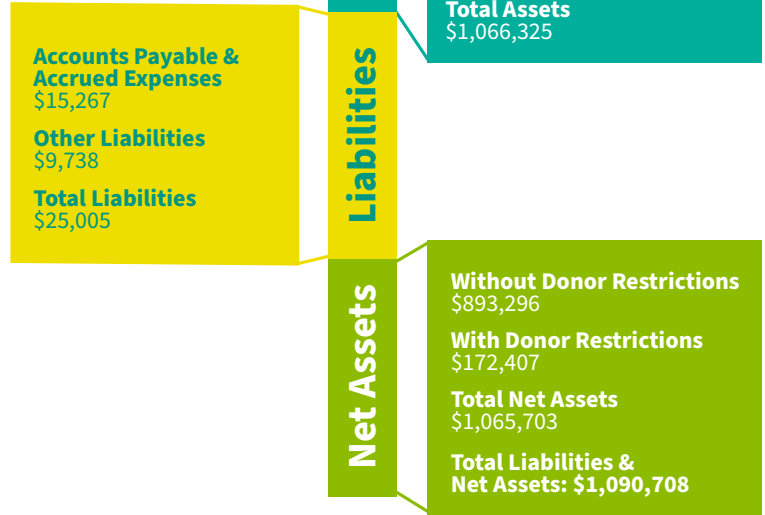 Total Assets
$1,066,325
Liabilities
Accounts Payable &
Accrued Expenses
$15,267
Other Liabilities
$9,738
Total Liabilities
$25,005
Net Assets
Without Donor Restrictions
$893,296
With Donor Restrictions
$172,407
Total Net Assets
$1,065,703
Total Liabilities &
Net Assets: $1,090,708